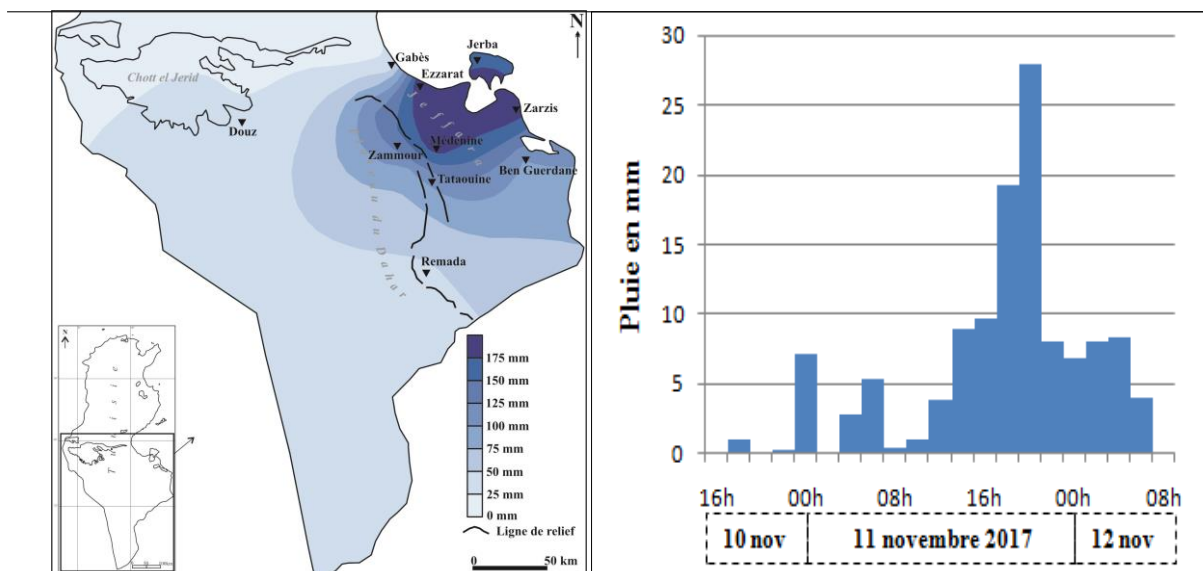 N
Jerba
Gabès
Ezzarat
Chott el Jerid
Jeffara
Zarzis
Douz
Médenine
Zammour
Ben Guerdane
Tataouine
du Dahar
Remada
175 mm
150 mm
125 mm
100 mm
75 mm
50 mm
25 mm
0 mm
Ligne de relief
50 km
0
N
Tunisie
Pluie en mm
30
25
20
15
10
5
0
16h 00h 08h 16h 00h 08h
10 nov 11 novembre 2017 12 nov